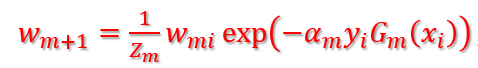 w_{m+1} = \frac{1}{Z_m} w_{mi} \exp(-\alpha_m y_i G_m(x_i))